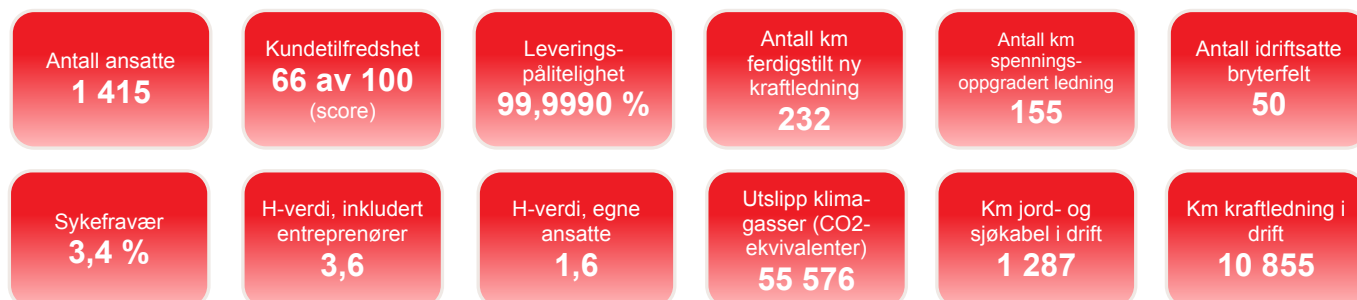 Antall ansatte
1 415
Kundetilfredshet
66 av 100
(score)
Leverings-
pålitelighet
99,9990 %
Antall km
ferdigstilt ny
kraftledning
232
Antall km
spennings-
oppgradert ledning
155
Antall idriftsatte
bryterfelt
50
Sykefravær
3,4 %
H-verdi, inkludert
entreprenører
3,6
H-verdi, egne
ansatte
1,6
Utslipp klima-
gasser (CO2-
ekvivalenter)
55 576
Km jord- og
sjøkabel i drift
1 287
Km kraftledning i
drift
10 855